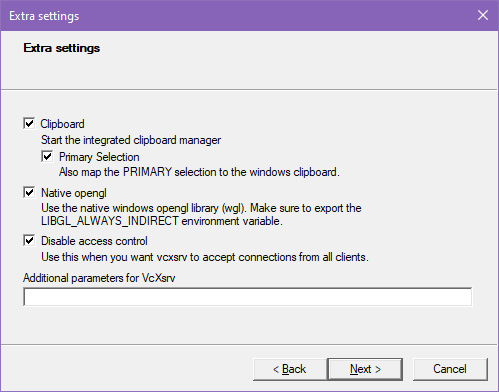 Extra settings
Extra settings
Clipboard
Start the integrated clipboard manager
Primary Selection
Also map the PRIMARY selection to the windows clipboard.
Native opengl
Use the native windows opengl library (wgl). Make sure to export the
LIBGL_ALWAYS_INDIRECT environment variable.
Disable access control
Use this when you want vcxsrv to accept connections from all clients.
Additional parameters for VcXsrv
< Back Next > Cancel